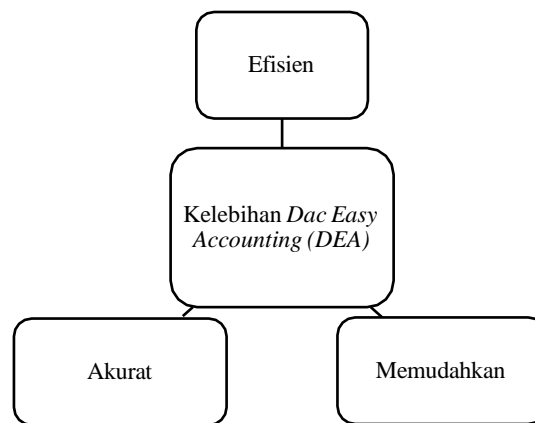 Efisien
Kelebihan Dac Easy
Accounting (DEA)
Akurat
Memudahkan